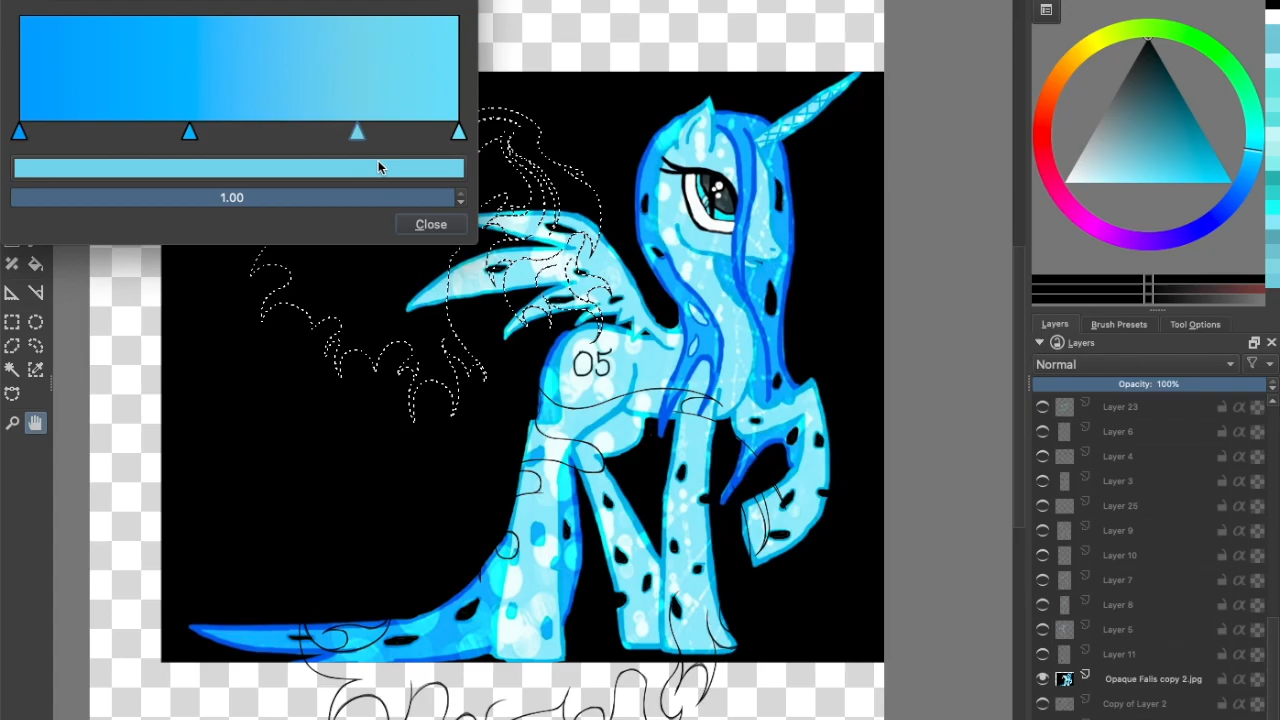 1.00
Close
05
Layers
Brush Presets
Tool Options
Layers
Normal
Opacity: 100%
Layer 23
Layer 6
Layer 4
Layer 3
Layer 25
Layer 9
Layer 10
Layer 7
Layer 8
Layer 5
Layer 11
Opaque Falls copy 2.jpg
Copy of Layer 2